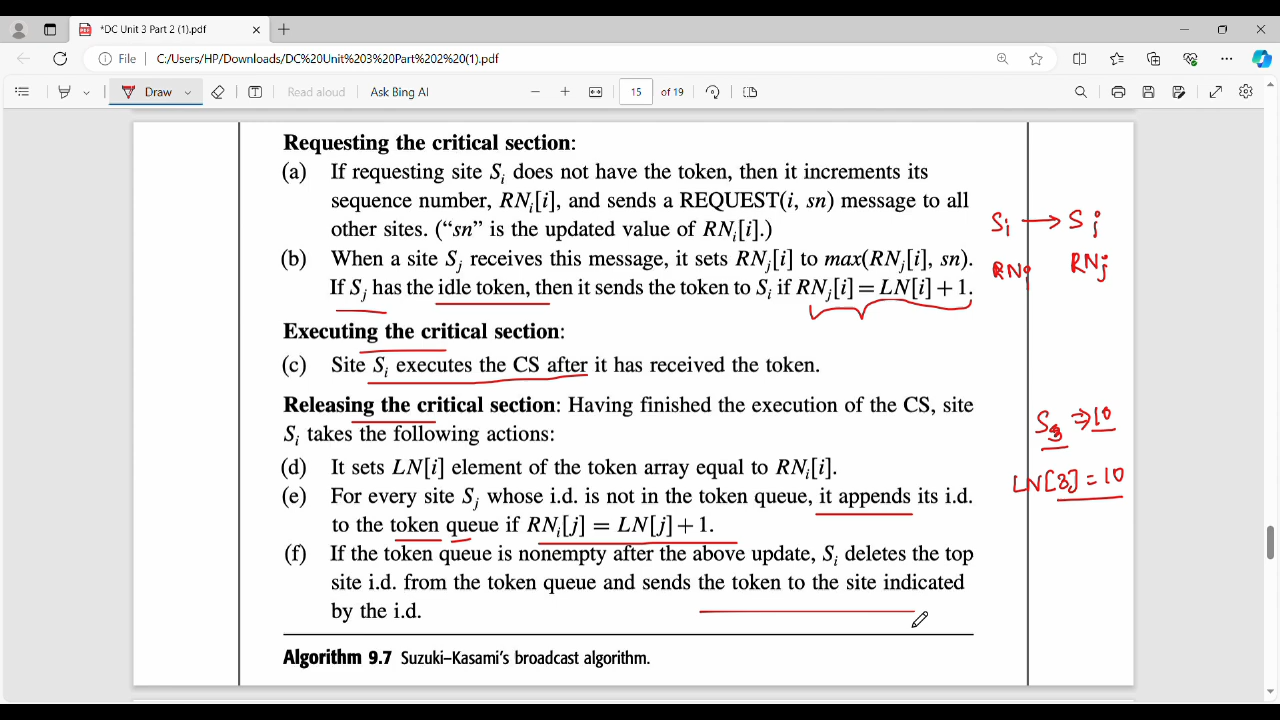 *DC Unit 3 Part 2 (1).pdf
File C:/Users/HP/Downloads/DC%20Unit%203%20Part%202%20(1).pdf
Draw Read aloud Ask Bing AI 15 of 19
Requesting the critical section:
(a) If requesting site Si does not have the token, then it increments its
sequence number, RNi[i], and sends a REQUEST(i, sn) message to all
other sites. (“sn” is the updated value of RNi[i].)
Si → Sj
(b) When a site Sj receives this message, it sets RNj[i] to max(RNj[i], sn).
RNi RNj
If Sj has the idle token, then it sends the token to Si if RNj[i] = LN[i] + 1.
Executing the critical section:
(c) Site Si executes the CS after it has received the token.
Releasing the critical section: Having finished the execution of the CS, site
S3 ⇒ 10
Si takes the following actions:
(d) It sets LN[i] element of the token array equal to RNi[i].
LN[3] = 10
(e) For every site Sj whose i.d. is not in the token queue, it appends its i.d.
to the token queue if RNi[j] = LN[j] + 1.
(f) If the token queue is nonempty after the above update, Si deletes the top
site i.d. from the token queue and sends the token to the site indicated
by the i.d.
Algorithm 9.7 Suzuki–Kasami’s broadcast algorithm.